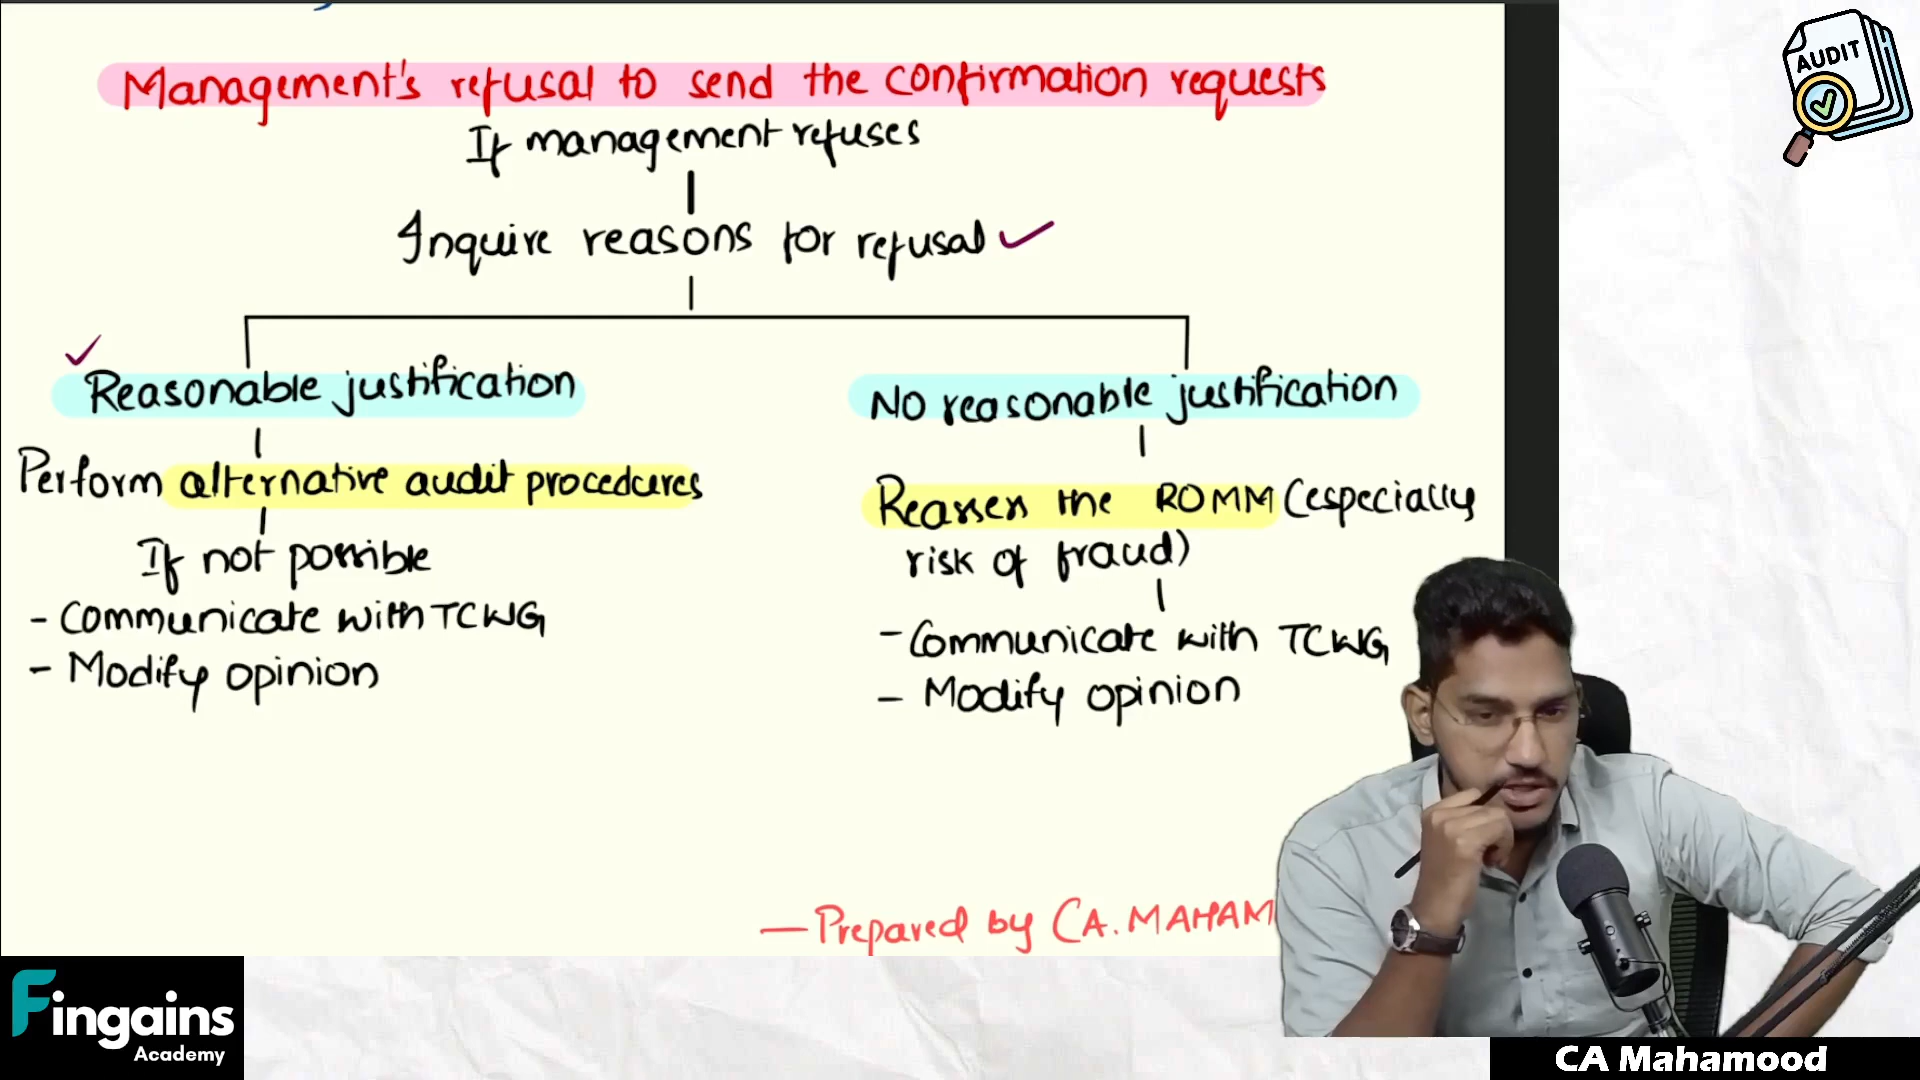 AUDIT
Management's refusal to send the confirmation requests
If management refuses
Inquire reasons for refusal
Reasonable justification
Perform alternative audit procedures
If not possible
- Communicate with TCWG
- Modify opinion
No reasonable justification
Reassess the ROMM (especially
risk of fraud)
- Communicate with TCWG
- Modify opinion
— Prepared by CA. MAHAM
Fingains
Academy
CA Mahamood